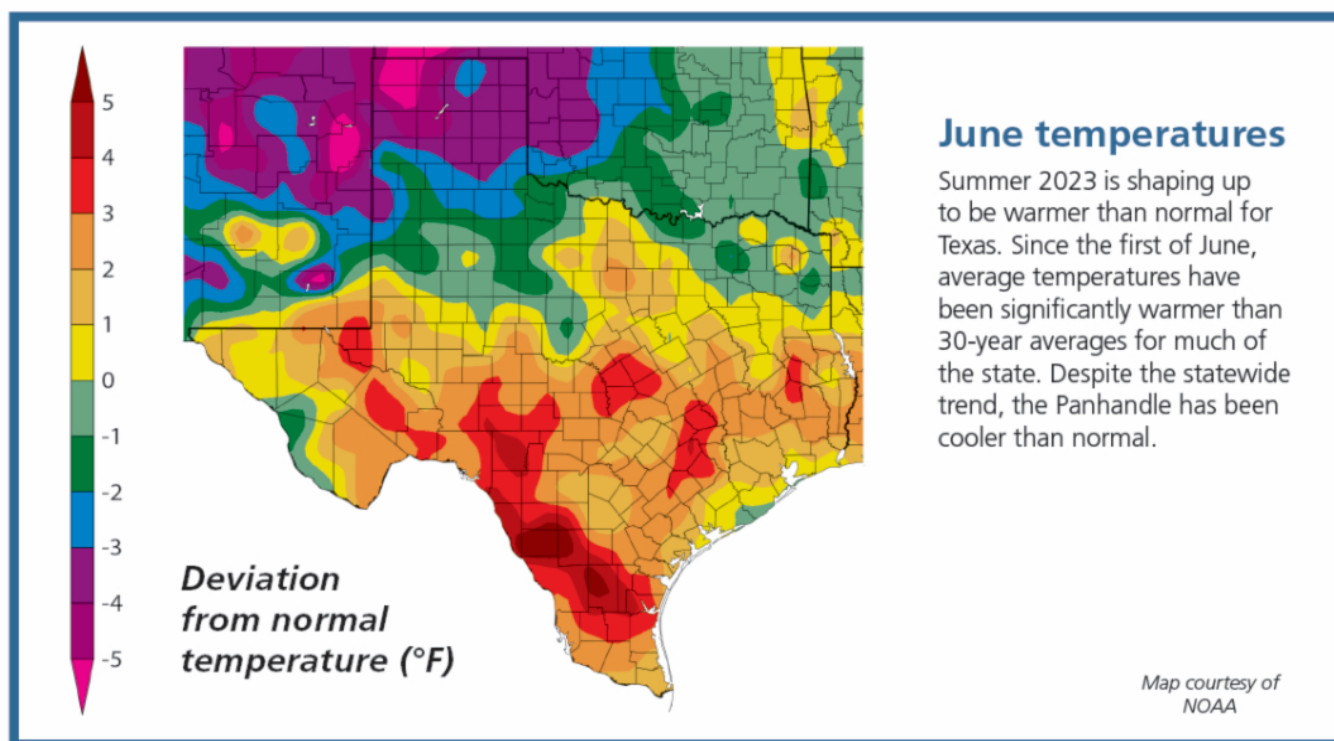 5
4
3
2
1
0
-1
-2
-3
-4
-5
Deviation
from normal
temperature (°F)
June temperatures
Summer 2023 is shaping up
to be warmer than normal for
Texas. Since the first of June,
average temperatures have
been significantly warmer than
30-year averages for much of
the state. Despite the statewide
trend, the Panhandle has been
cooler than normal.
Map courtesy of
NOAA